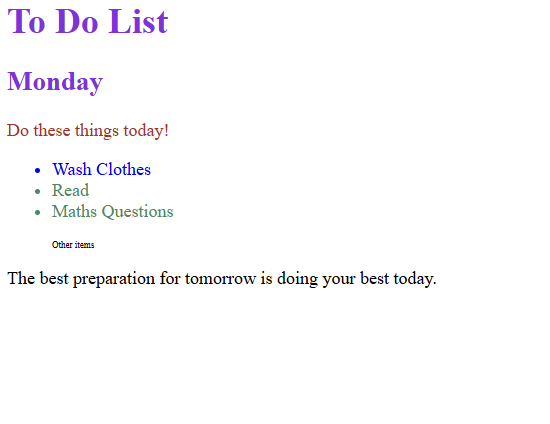 To Do List
Monday
Do these things today!
Wash Clothes
Read
Maths Questions
Other items
The best preparation for tomorrow is doing your best today.